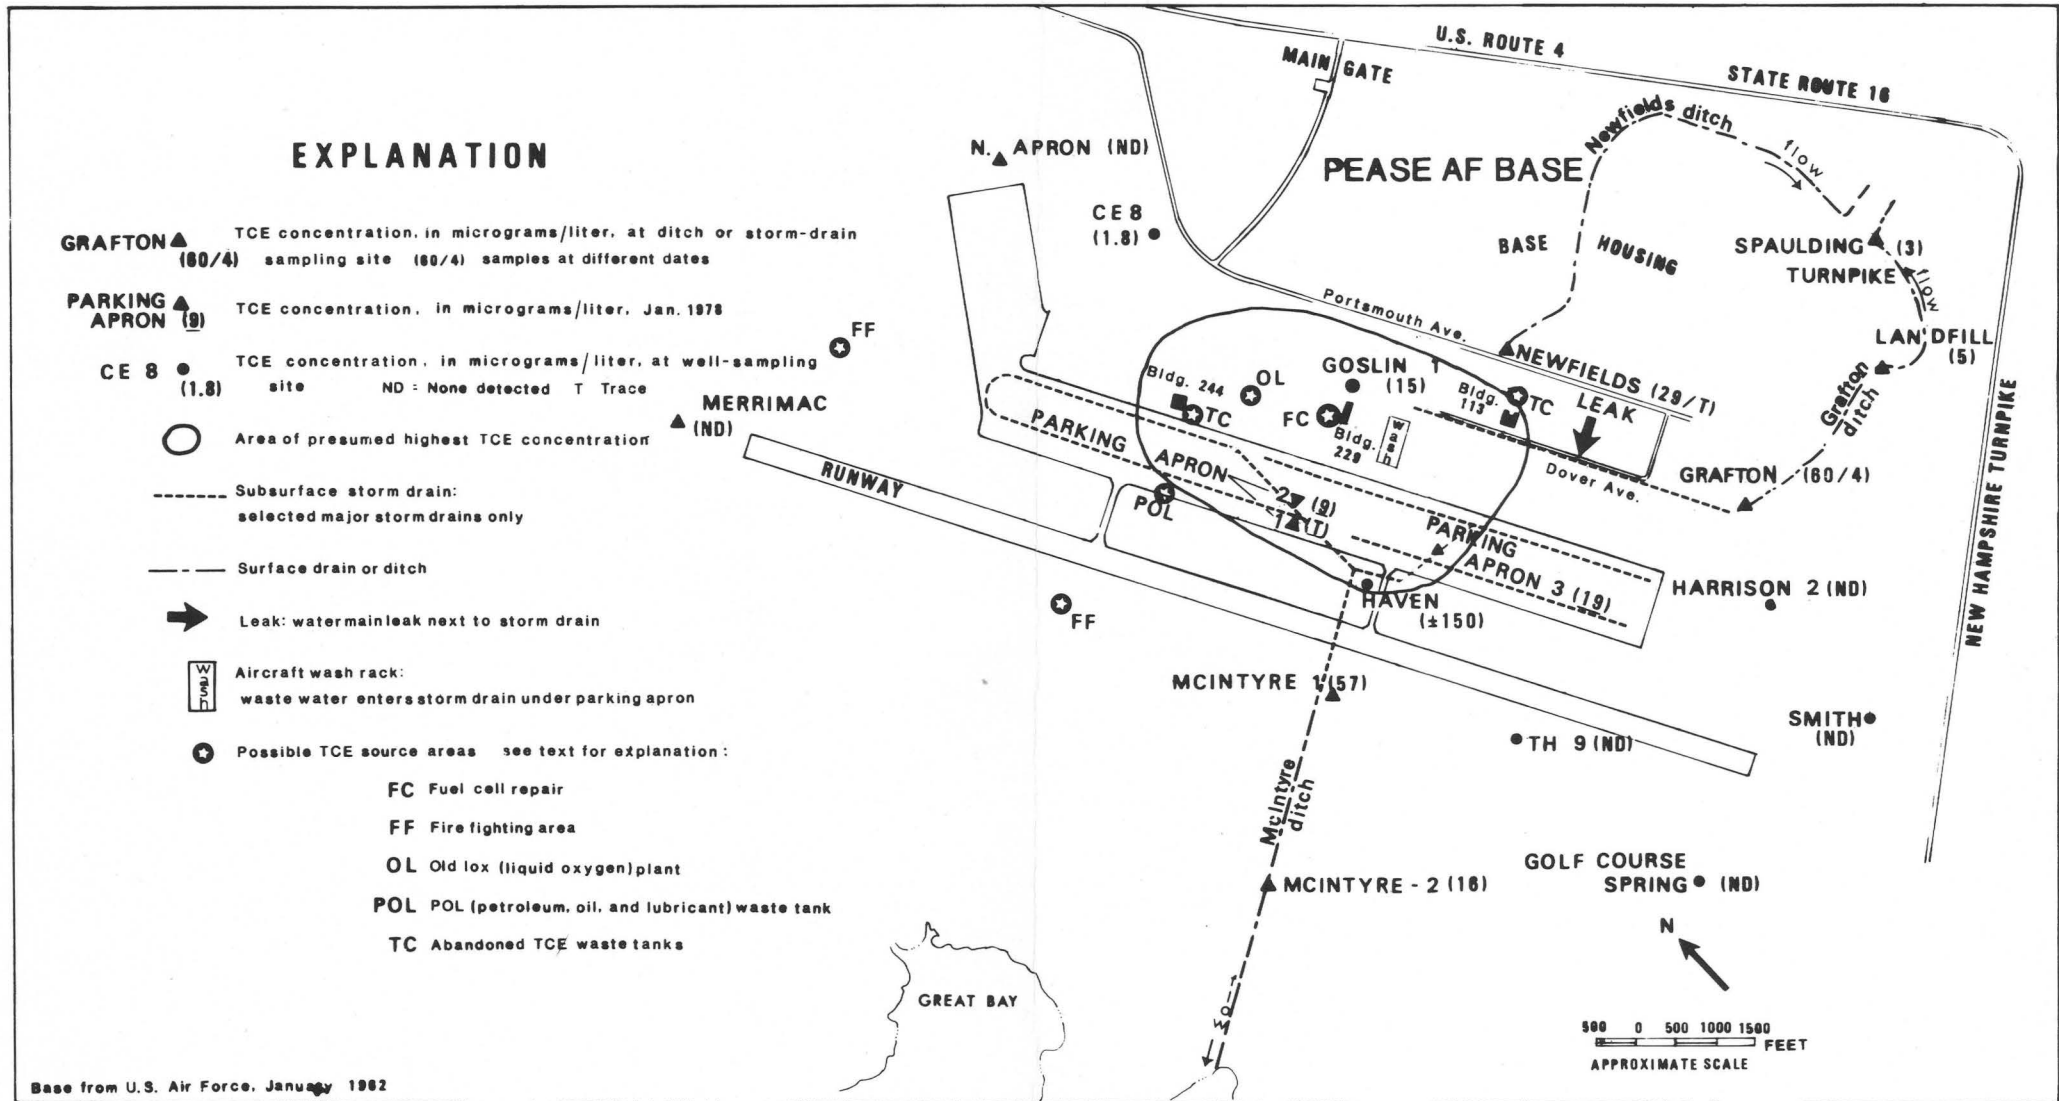 EXPLANATION
GRAFTON
(60/4)
TCE concentration, in micrograms/liter, at ditch or storm-drain
sampling site (60/4) samples at different dates
PARKING
APRON (9)
TCE concentration, in micrograms/liter, Jan. 1978
CE 8
(1.8)
TCE concentration, in micrograms/liter, at well-sampling
site ND = None detected T Trace
Area of presumed highest TCE concentration
Subsurface storm drain:
selected major storm drains only
Surface drain or ditch
Leak: watermain leak next to storm drain
wash
Aircraft wash rack:
waste water enters storm drain under parking apron
Possible TCE source areas see text for explanation:
FC Fuel cell repair
FF Fire fighting area
OL Old lox (liquid oxygen) plant
POL POL (petroleum, oil, and lubricant) waste tank
TC Abandoned TCE waste tanks
Base from U.S. Air Force, January 1962
U.S. ROUTE 4
STATE ROUTE 16
MAIN GATE
Newfields ditch
flow
N. APRON (ND)
PEASE AF BASE
CE 8
(1.8)
BASE HOUSING
SPAULDING (3)
TURNPIKE
flow
Portsmouth Ave.
FF
LANDFILL
(5)
NEWFIELDS (29/T)
GOSLIN 1
(15)
Bldg. 244
OL
TC
FC
Bldg.
229
wash
Bldg.
113
TC
LEAK
Grafton
ditch
NEW HAMPSHIRE TURNPIKE
MERRIMAC
(ND)
PARKING
APRON
2 (9)
1 (T)
Dover Ave.
GRAFTON (60/4)
RUNWAY
POL
PARKING
APRON 3 (19)
HARRISON 2 (ND)
HAVEN
(±150)
FF
MCINTYRE 1 (57)
SMITH
(ND)
TH 9 (ND)
McIntyre
ditch
GOLF COURSE
SPRING (ND)
MCINTYRE - 2 (16)
N
GREAT BAY
500 0 500 1000 1500
FEET
APPROXIMATE SCALE